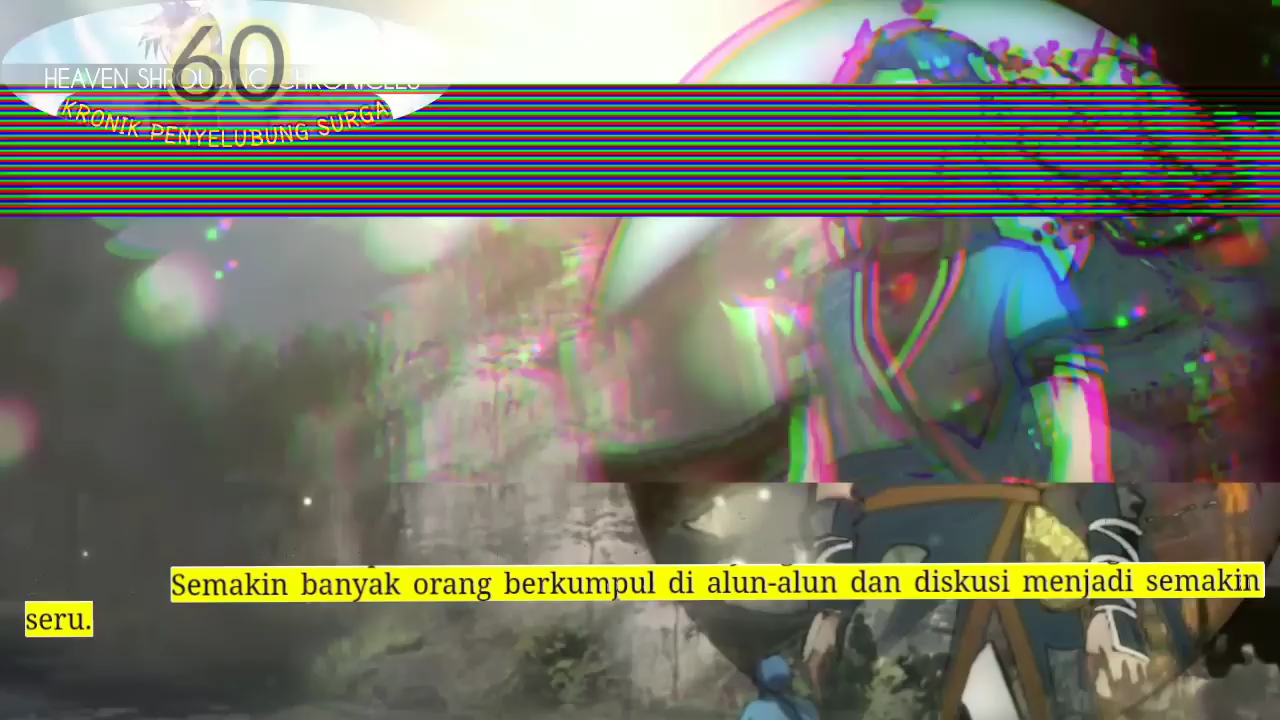 60
HEAVEN SHROUDING CHRONICLES
KRONIK PENYELUBUNG SURGA
Semakin banyak orang berkumpul di alun-alun dan diskusi menjadi semakin
seru.